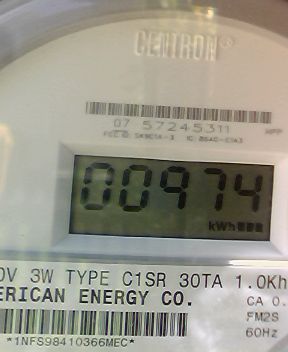 CENTRON®
07 57245311
00974
kWh
0V 3W TYPE C1SR 30TA 1.0Kh
ERICAN ENERGY CO.
CA 0.
FM2S
60Hz
*1NFS98410366MEC*